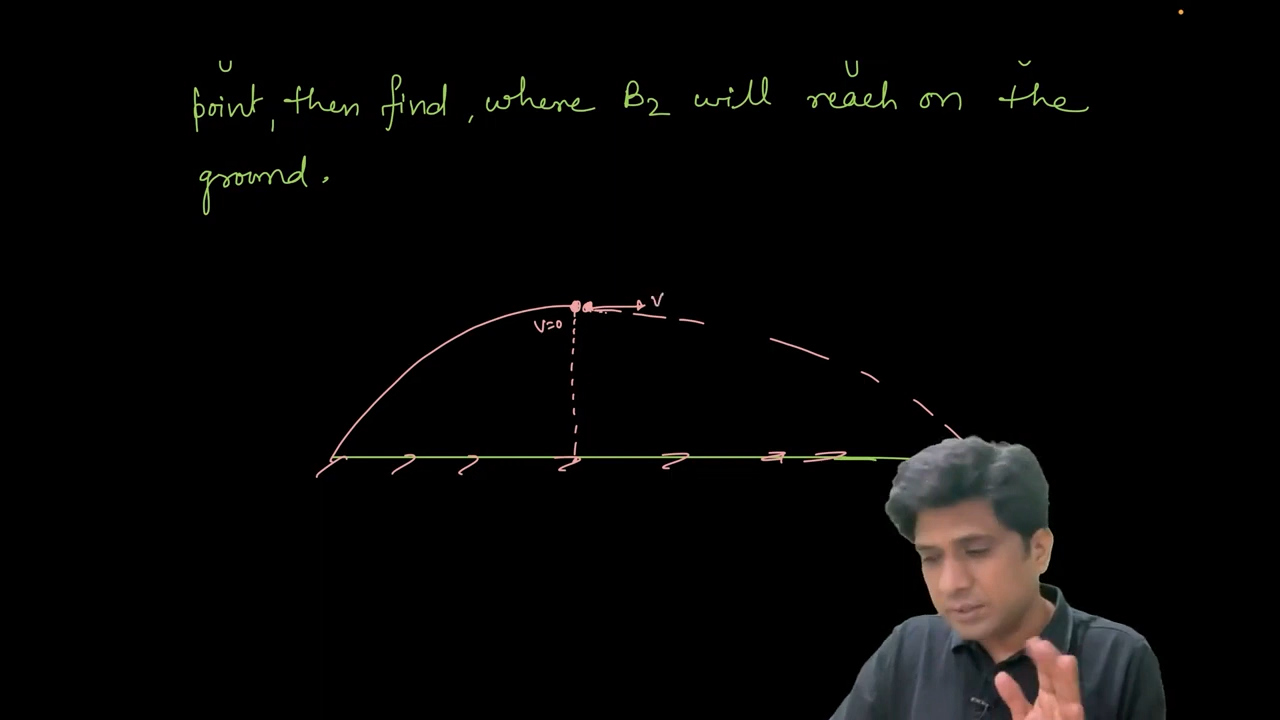 point, then find, where B2 will reach on the
ground.
V
V=0